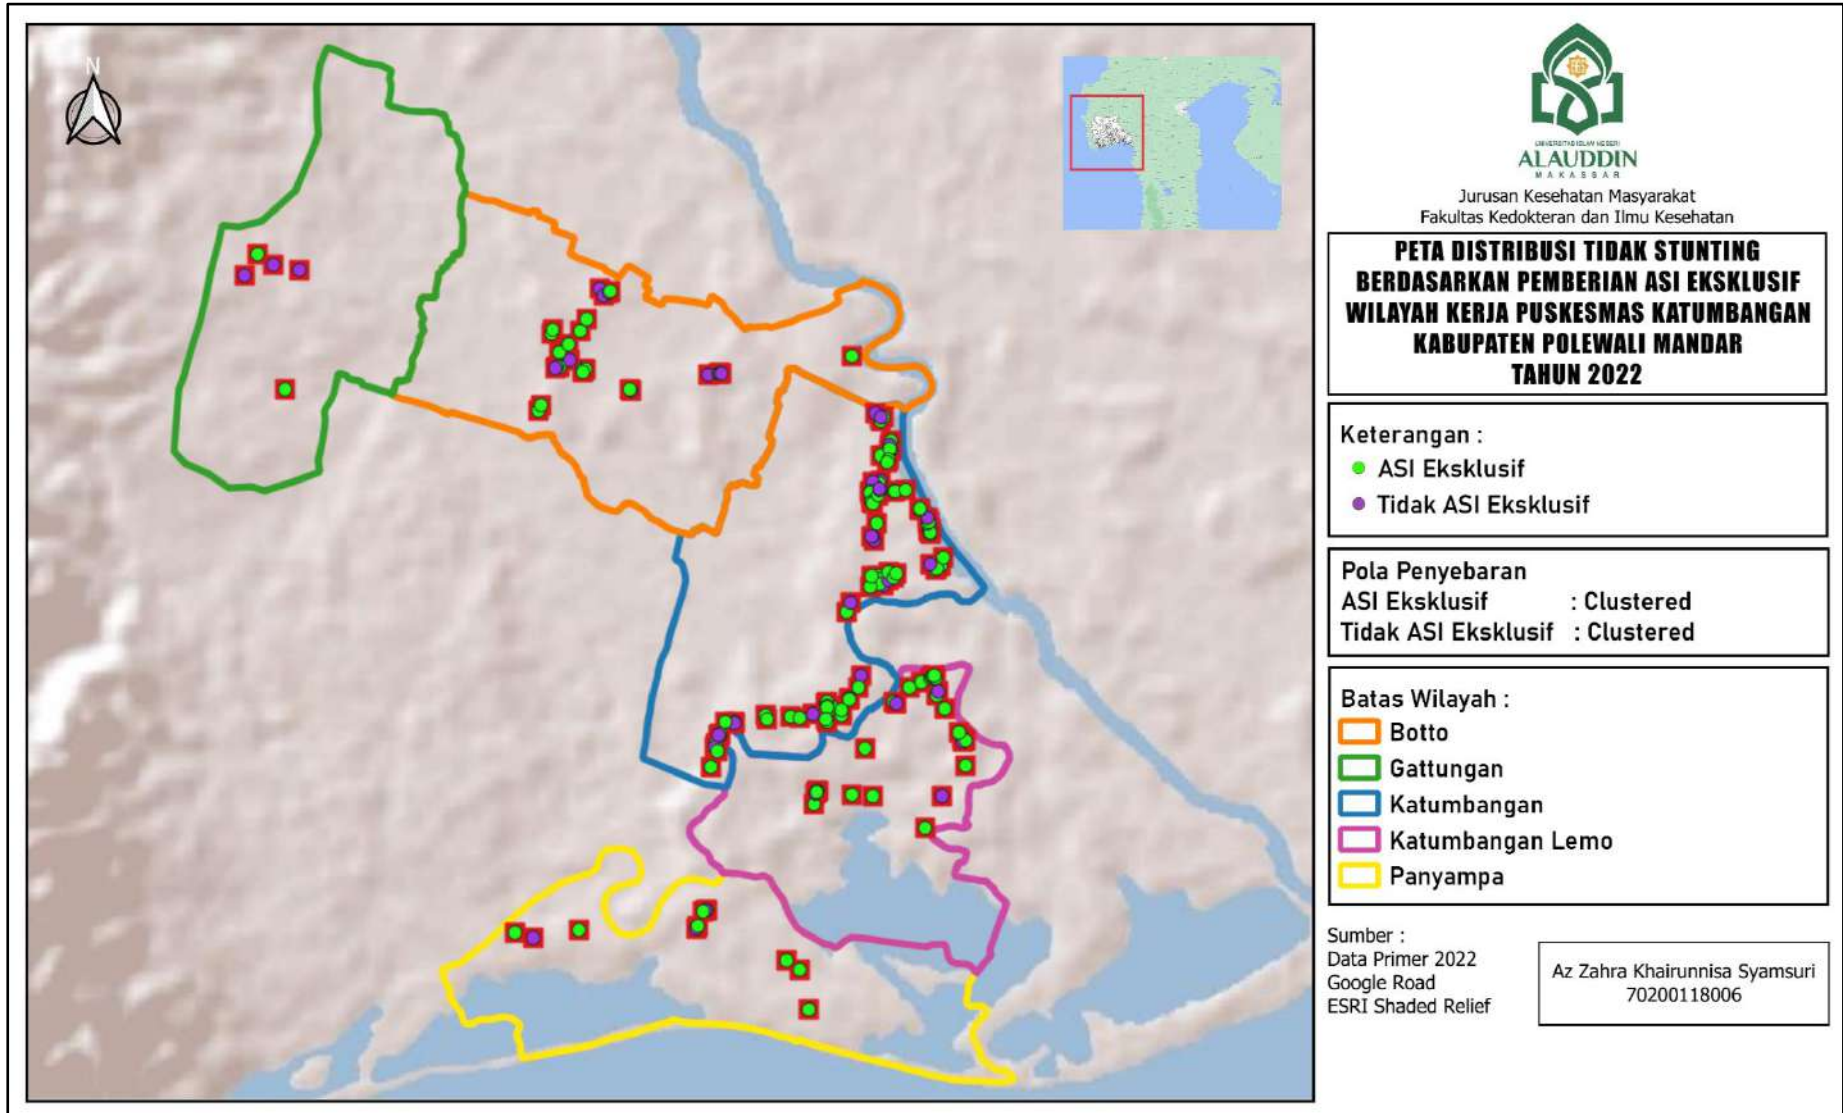 N
UNIVERSITAS ISLAM NEGERI
ALAUDDIN
MAKASSAR
Jurusan Kesehatan Masyarakat
Fakultas Kedokteran dan Ilmu Kesehatan
PETA DISTRIBUSI TIDAK STUNTING
BERDASARKAN PEMBERIAN ASI EKSKLUSIF
WILAYAH KERJA PUSKESMAS KATUMBANGAN
KABUPATEN POLEWALI MANDAR
TAHUN 2022
Keterangan :
ASI Eksklusif
Tidak ASI Eksklusif
Pola Penyebaran
ASI Eksklusif : Clustered
Tidak ASI Eksklusif : Clustered
Batas Wilayah :
Botto
Gattungan
Katumbangan
Katumbangan Lemo
Panyampa
Sumber :
Data Primer 2022
Google Road
ESRI Shaded Relief
Az Zahra Khairunnisa Syamsuri
70200118006